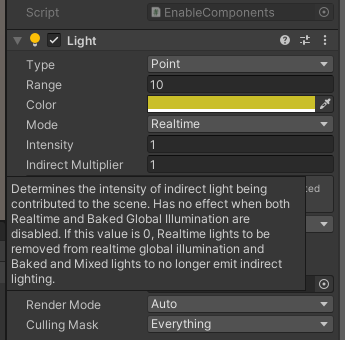 Script
EnableComponents
Light
Type
Point
Range
10
Color
Mode
Realtime
Intensity
1
Indirect Multiplier
1
Determines the intensity of indirect light being
contributed to the scene. Has no effect when both
Realtime and Baked Global Illumination are
disabled. If this value is 0, Realtime lights to be
removed from realtime global illumination and
Baked and Mixed lights to no longer emit indirect
lighting.
Render Mode
Auto
Culling Mask
Everything